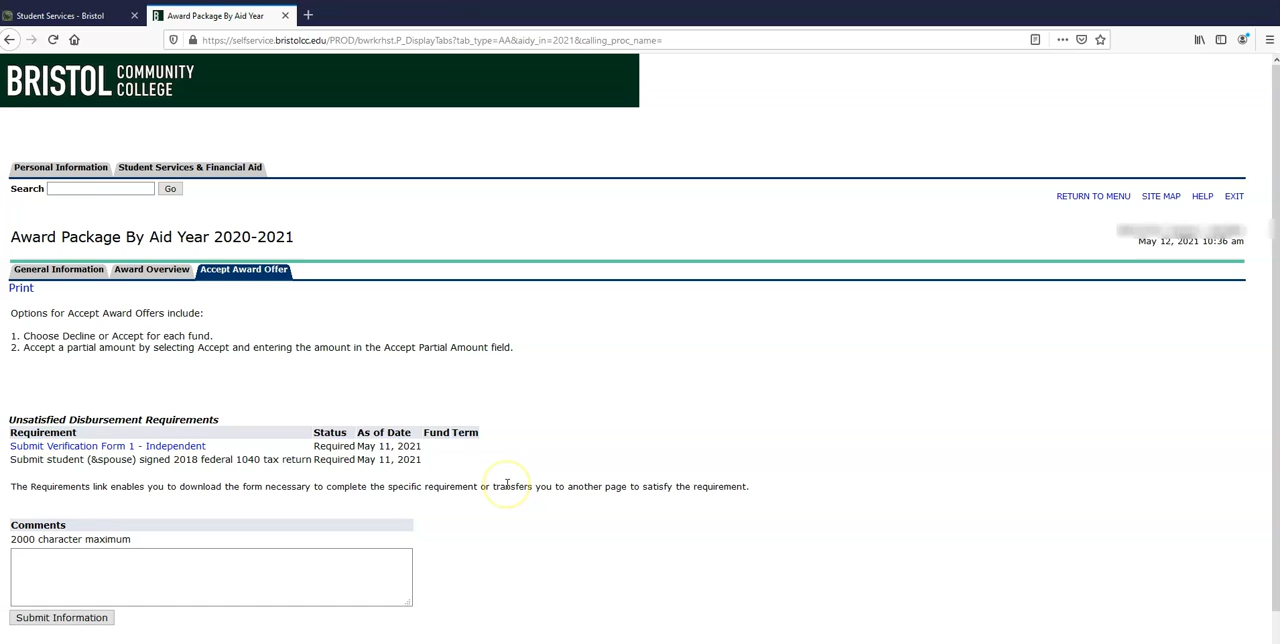 Student Services - Bristol
Award Package By Aid Year
https://selfservice.bristolcc.edu/PROD/bwrkrhst.P_DisplayTabs?tab_type=AA&aidy_in=2021&calling_proc_name=
BRISTOL COMMUNITY COLLEGE
Personal Information Student Services & Financial Aid
Search Go
RETURN TO MENU SITE MAP HELP EXIT
Award Package By Aid Year 2020-2021
May 12, 2021 10:36 am
General Information Award Overview Accept Award Offer
Print
Options for Accept Award Offers include:
1. Choose Decline or Accept for each fund.
2. Accept a partial amount by selecting Accept and entering the amount in the Accept Partial Amount field.
Unsatisfied Disbursement Requirements
Requirement Status As of Date Fund Term
Submit Verification Form 1 - Independent Required May 11, 2021
Submit student (&spouse) signed 2018 federal 1040 tax return Required May 11, 2021
The Requirements link enables you to download the form necessary to complete the specific requirement or transfers you to another page to satisfy the requirement.
Comments
2000 character maximum
Submit Information